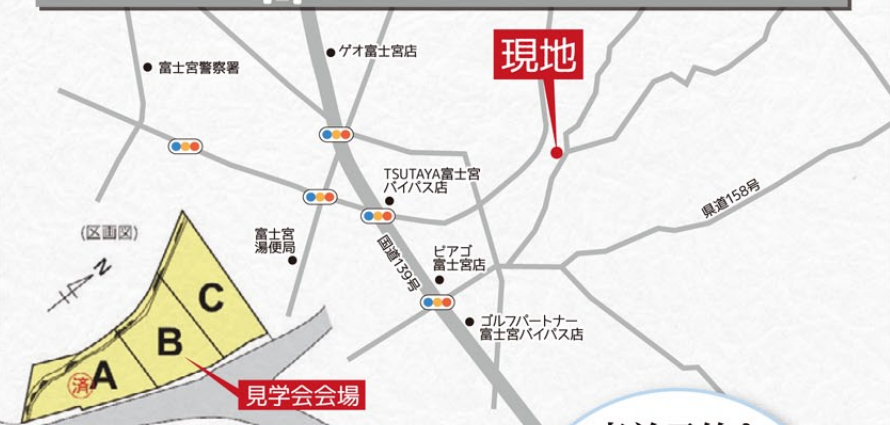 ゲオ富士宮店
富士宮警察署
現地
TSUTAYA富士宮
バイパス店
県道158号
(区画図)
N
富士宮
湯便局
国道139号
ピアゴ
富士宮店
C
B
A
済
ゴルフパートナー
富士宮バイパス店
見学会会場